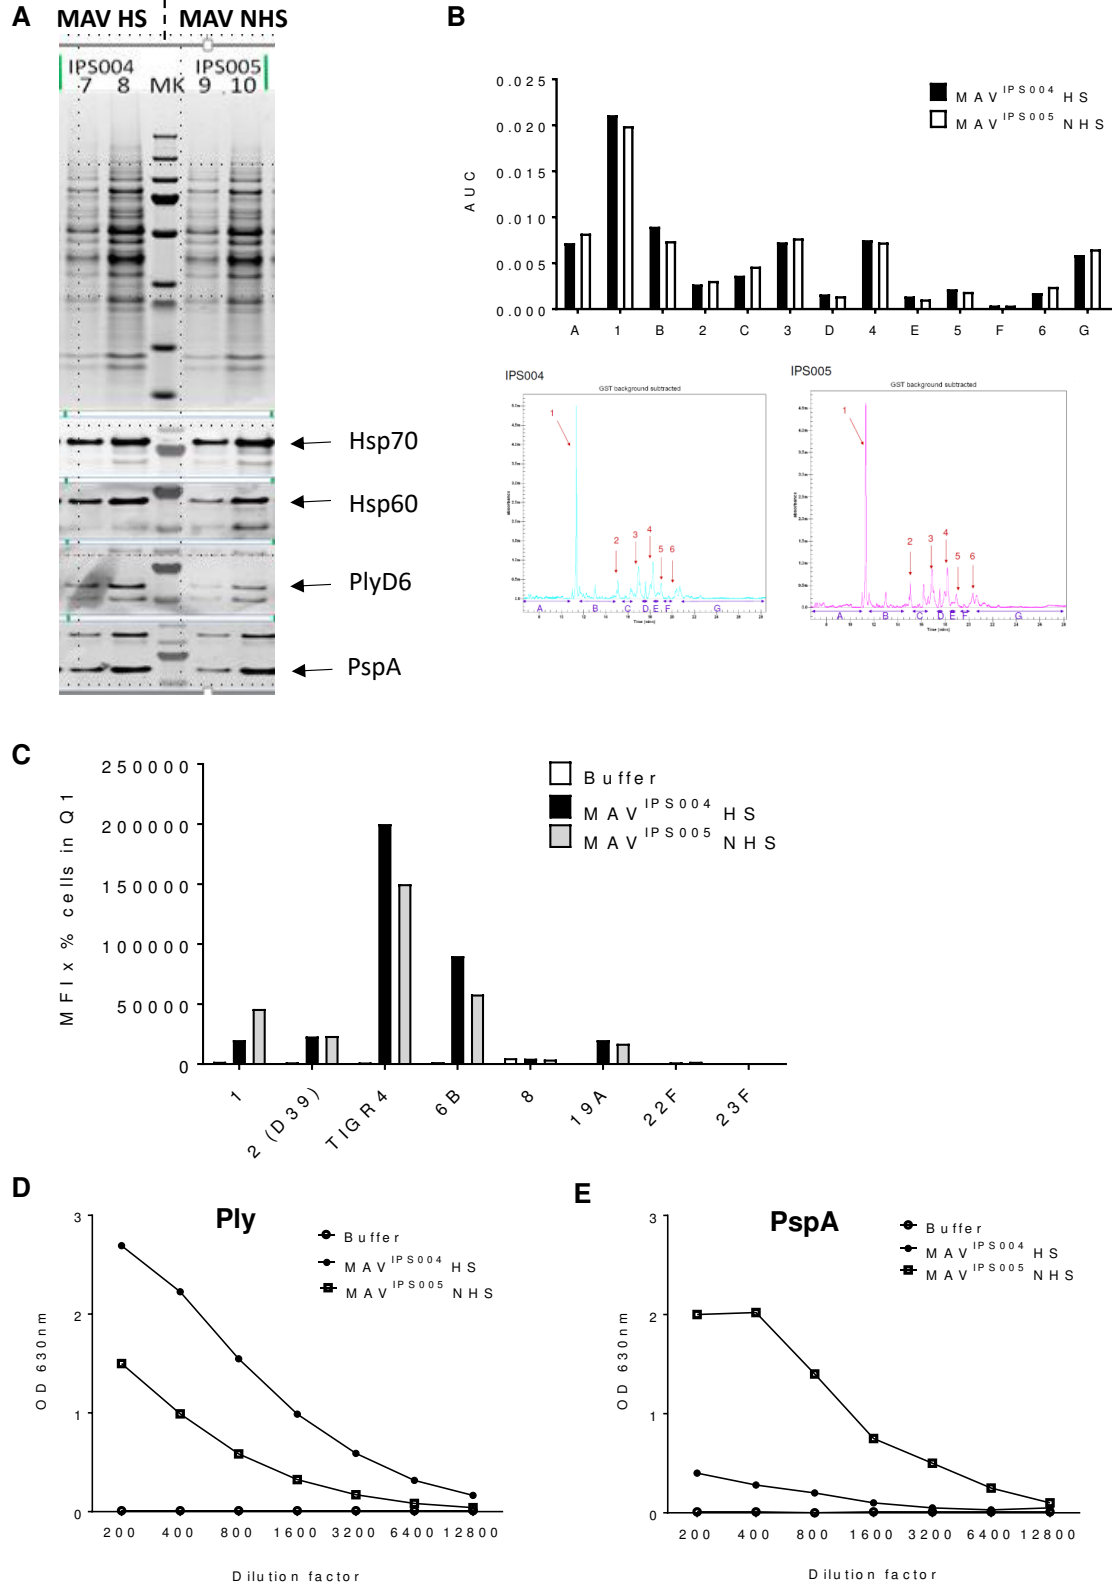 A
MAV HS
MAV NHS
IPS004
IPS005
7 8 MK 9 10
Hsp70
Hsp60
PlyD6
PspA
B
0.025
0.020
0.015
0.010
0.005
0.000
AUC
MAV IPS004 HS
MAV IPS005 NHS
A 1 B 2 C 3 D 4 E 5 F 6 G
IPS004
GST background subtracted
1
2 3 4 5 6
A B C D E F G
Time (mins)
IPS005
GST background subtracted
1
2 3 4 5 6
A B C D E F G
Time (mins)
C
250000
200000
150000
100000
50000
0
MFI x % cells in Q1
Buffer
MAV IPS004 HS
MAV IPS005 NHS
1
2 (D39)
TIGR4
6B
8
19A
22F
23F
D
Ply
3
2
1
0
OD 630nm
Buffer
MAV IPS004 HS
MAV IPS005 NHS
200 400 800 1600 3200 6400 12800
Dilution factor
E
PspA
3
2
1
0
OD 630nm
Buffer
MAV IPS004 HS
MAV IPS005 NHS
200 400 800 1600 3200 6400 12800
Dilution factor